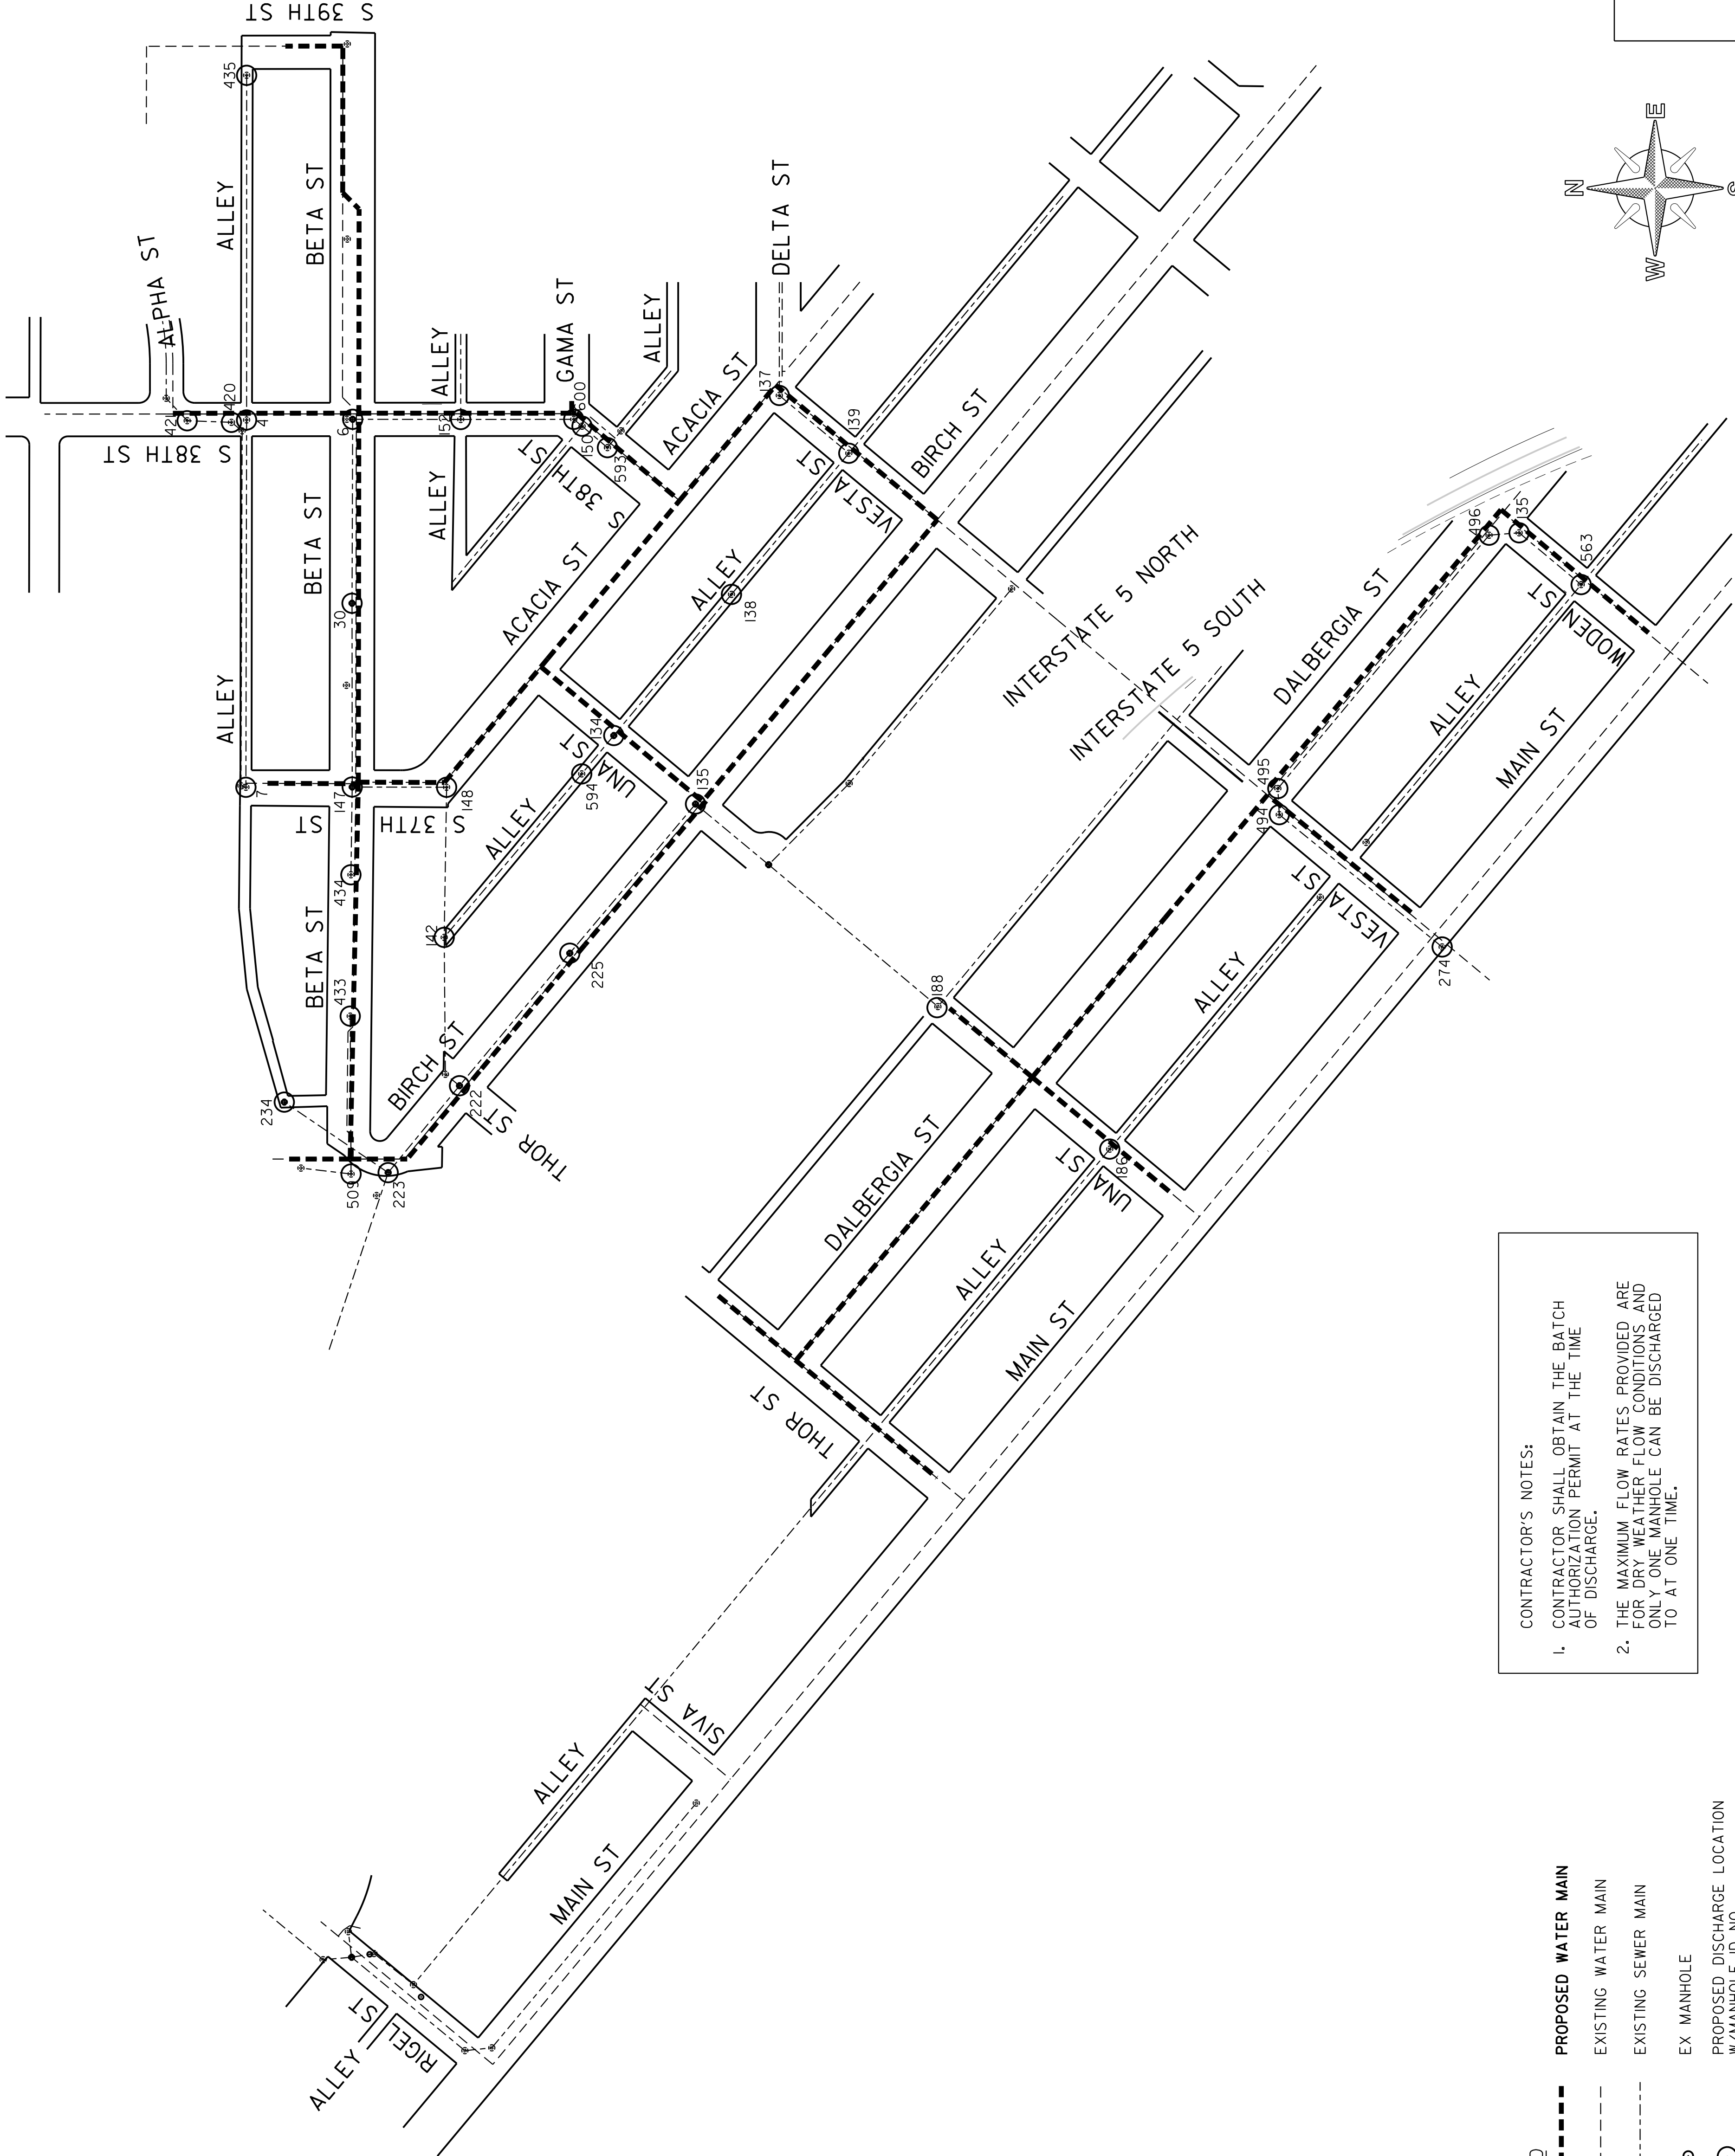 S 39TH ST
435
ALLEY
BETA ST
ALPHA ST
421
420
4
6
S 38TH ST
ALLEY
152
GAMA ST
600
150
593
ALLEY
DELTA ST
137
ACACIA ST
139
BIRCH ST
VESTA ST
S 38TH ST
ALLEY
BETA ST
30
ALLEY
ACACIA ST
ALLEY
138
INTERSTATE 5 NORTH
INTERSTATE 5 SOUTH
7
147
148
S 37TH ST
134
594
UNA ST
135
ALLEY
434
BETA ST
433
142
225
BIRCH ST
222
THOR ST
234
509
223
DALBERGIA ST
496
135
563
WODEN ST
ALLEY
MAIN ST
495
494
VESTA ST
274
ALLEY
188
DALBERGIA ST
186
UNA ST
ALLEY
MAIN ST
THOR ST
SIVA ST
ALLEY
MAIN ST
RIGEL ST
ALLEY
N
E
S
W
CONTRACTOR'S NOTES:
1. CONTRACTOR SHALL OBTAIN THE BATCH
AUTHORIZATION PERMIT AT THE TIME
OF DISCHARGE.
2. THE MAXIMUM FLOW RATES PROVIDED ARE
FOR DRY WEATHER FLOW CONDITIONS AND
ONLY ONE MANHOLE CAN BE DISCHARGED
TO AT ONE TIME.
PROPOSED WATER MAIN
EXISTING WATER MAIN
EXISTING SEWER MAIN
EX MANHOLE
PROPOSED DISCHARGE LOCATION
W/MANHOLE ID NO.